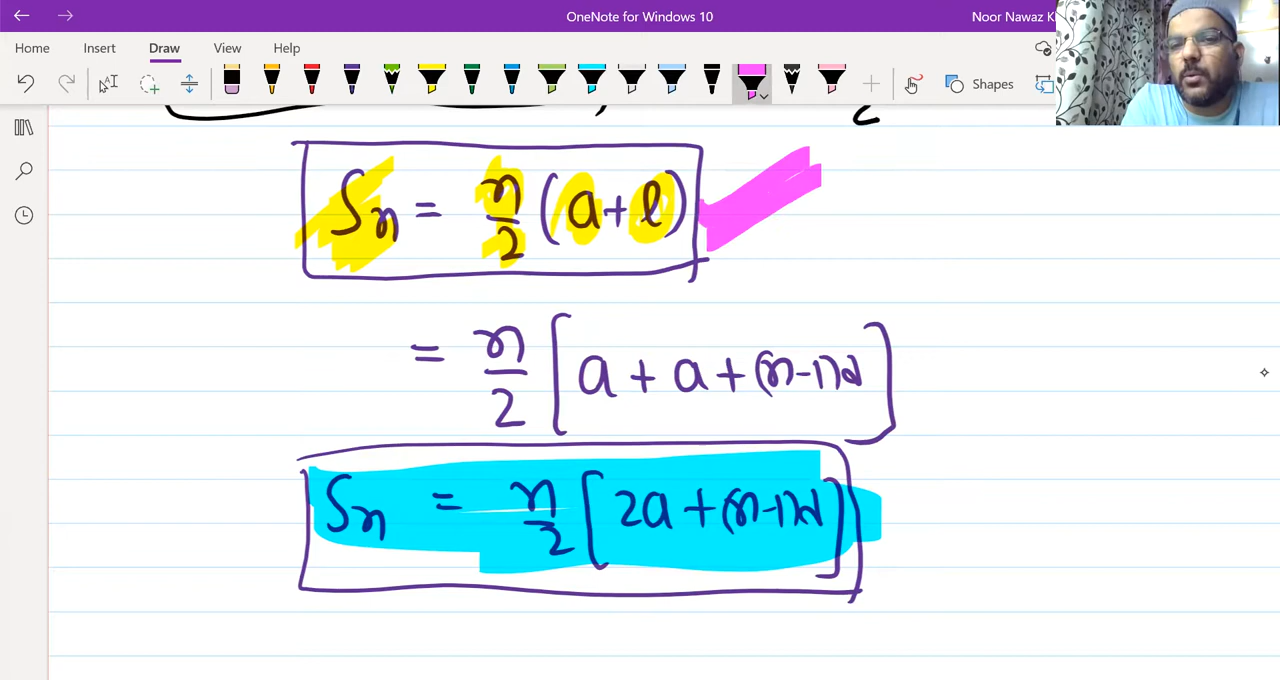 OneNote for Windows 10
Noor Nawaz K
Home Insert Draw View Help
Shapes
2
Sn = n/2 (a+l)
= n/2 [a + a + (n-1)d]
Sn = n/2 [2a + (n-1)d]